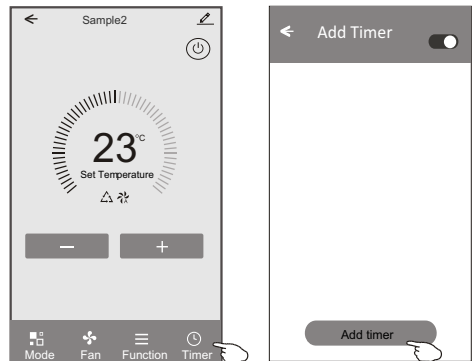 Sample2
23°C
Set Temperature
Mode Fan Function Timer
Add Timer
Add timer